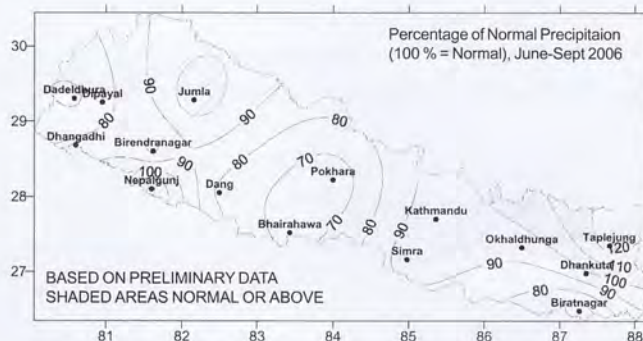 Percentage of Normal Precipitaion
(100 % = Normal), June-Sept 2006
30
29
28
27
90
Dadeldhura
Dipayal
Jumla
80
90
80
Dhangadhi
Birendranagar
90
80
70
100
Nepalgunj
Dang
Pokhara
70
80
90
Kathmandu
Bhairahawa
Simra
Okhaldhunga
Taplejung
120
90
Dhankuta
110
100
90
80
Biratnagar
BASED ON PRELIMINARY DATA
SHADED AREAS NORMAL OR ABOVE
81 82 83 84 85 86 87 88